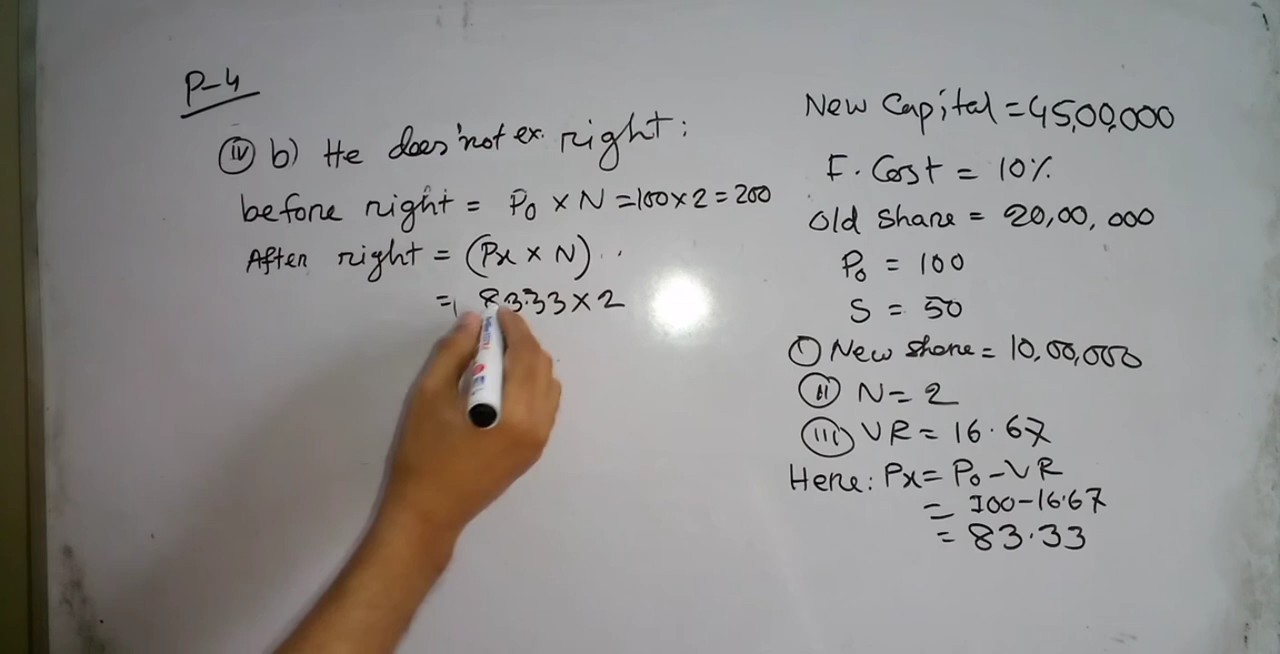 P-4
(iv) b) He does'not ex. right:
before right = P₀ × N = 100 × 2 = 200
After right = (Px × N)
= 83.33 × 2
New Capital = 45,00,000
F. Cost = 10%
Old Share = 20,00,000
P₀ = 100
S = 50
(i) New Share = 10,00,000
(ii) N = 2
(iii) VR = 16.67
Here: Px = P₀ - VR
= 100 - 16.67
= 83.33